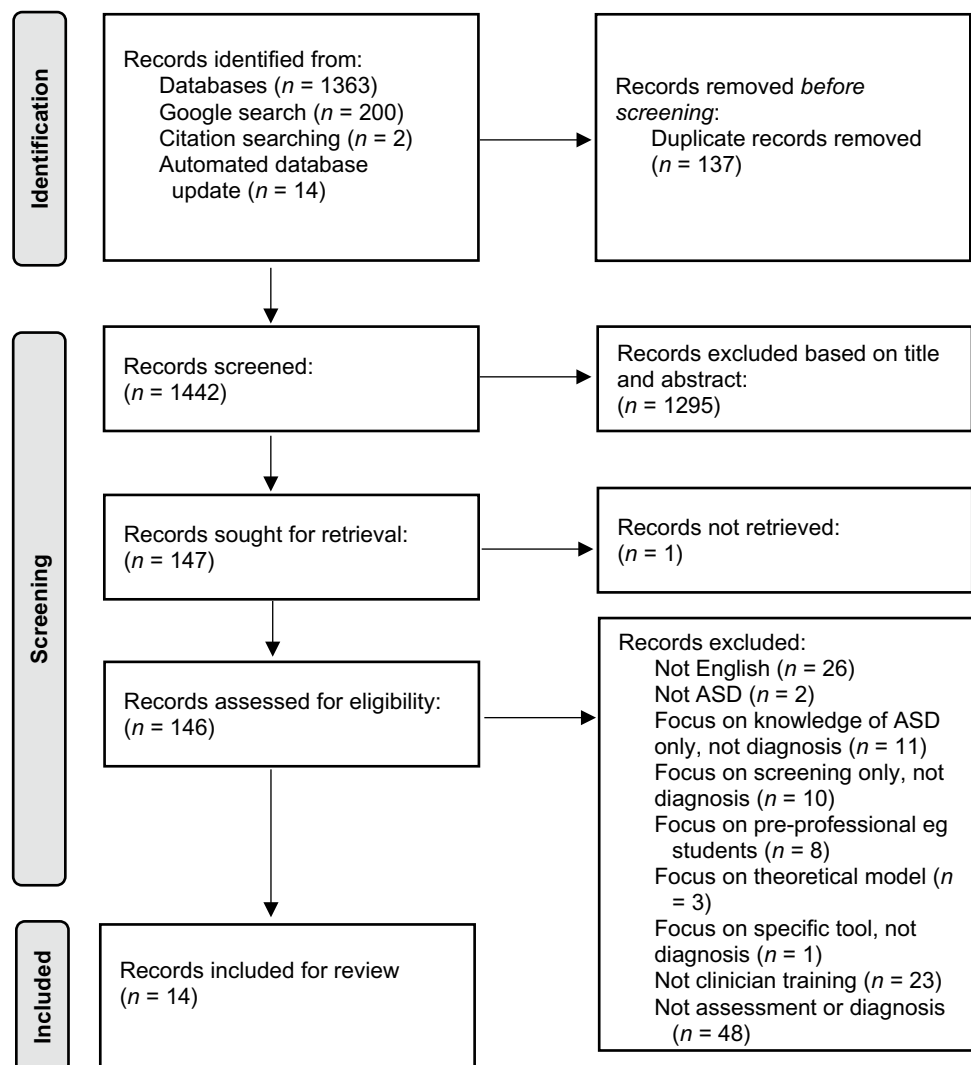 Identification
Records identified from:
Databases (n = 1363)
Google search (n = 200)
Citation searching (n = 2)
Automated database
update (n = 14)
Records removed before
screening:
Duplicate records removed
(n = 137)
Screening
Records screened:
(n = 1442)
Records excluded based on title
and abstract:
(n = 1295)
Records sought for retrieval:
(n = 147)
Records not retrieved:
(n = 1)
Records assessed for eligibility:
(n = 146)
Records excluded:
Not English (n = 26)
Not ASD (n = 2)
Focus on knowledge of ASD
only, not diagnosis (n = 11)
Focus on screening only, not
diagnosis (n = 10)
Focus on pre-professional eg
students (n = 8)
Focus on theoretical model (n
= 3)
Focus on specific tool, not
diagnosis (n = 1)
Not clinician training (n = 23)
Not assessment or diagnosis
(n = 48)
Included
Records included for review
(n = 14)